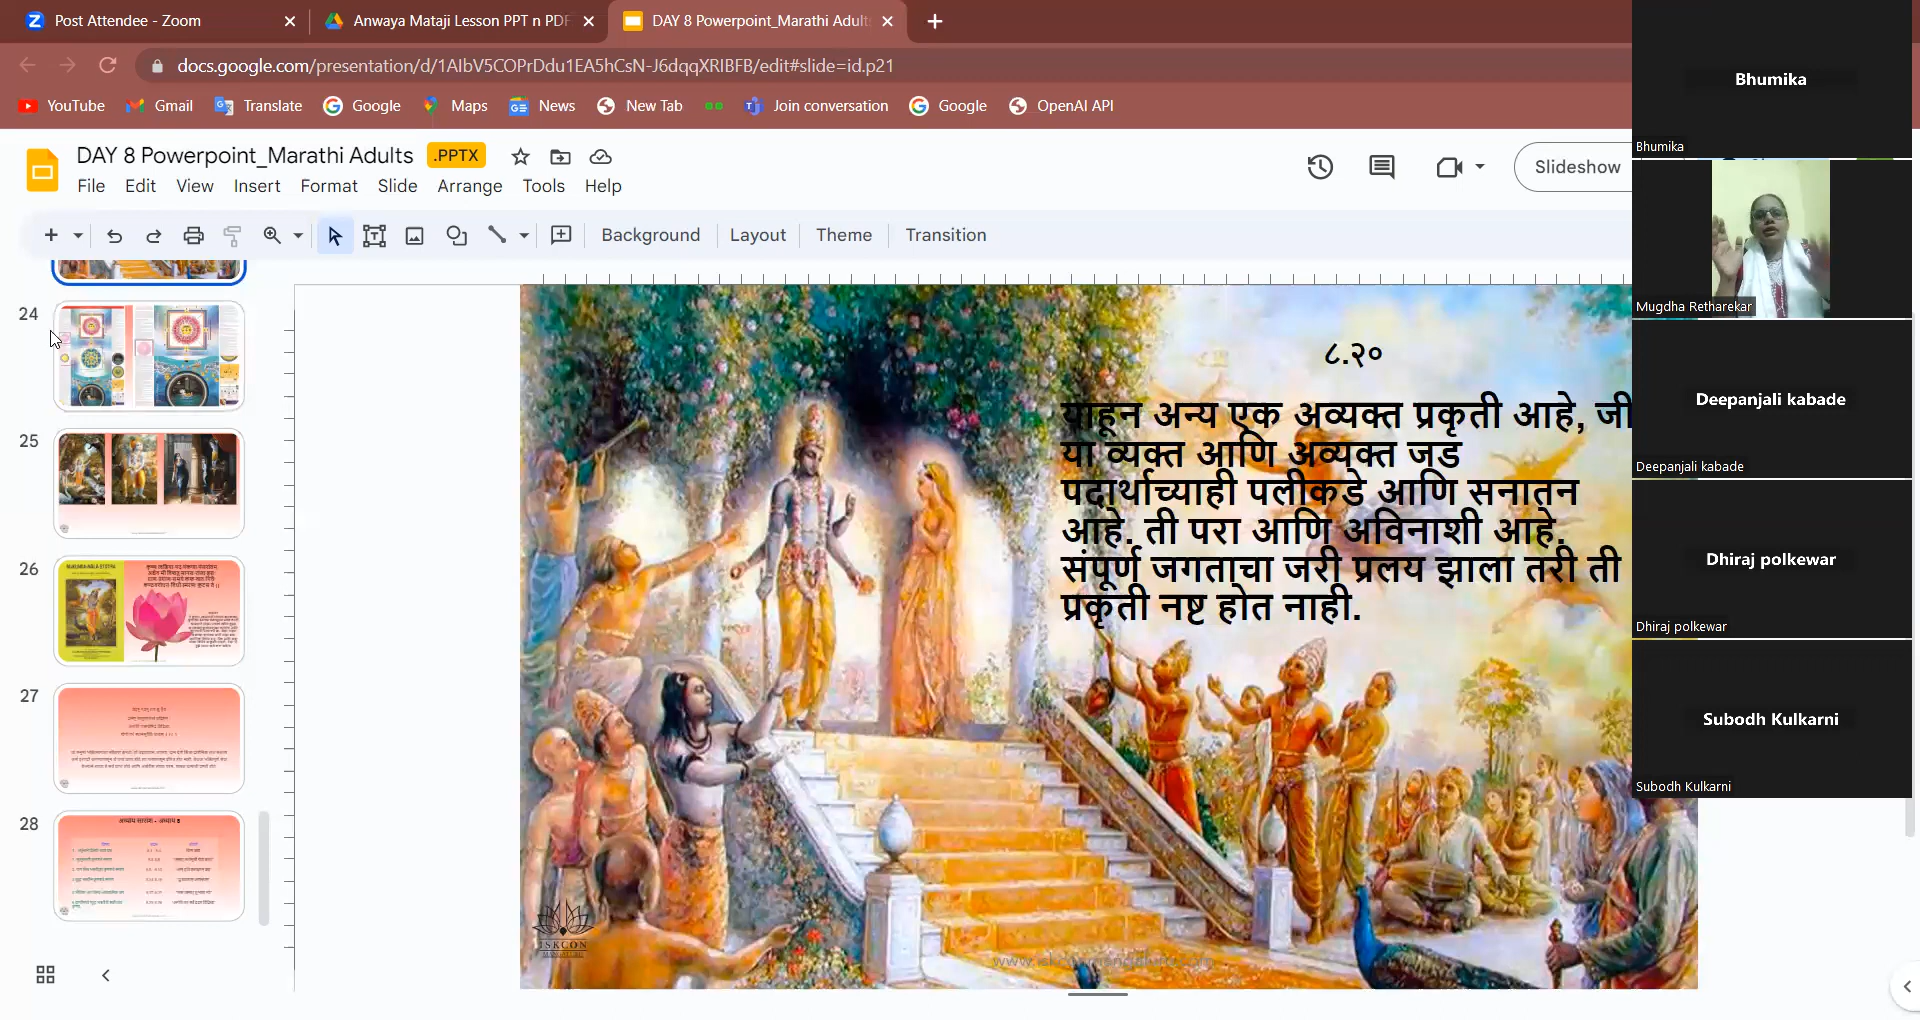 Post Attendee - Zoom
Anwaya Mataji Lesson PPT n PDF
DAY 8 Powerpoint_Marathi Adult
docs.google.com/presentation/d/1AIbV5COPrDdu1EA5hCsN-J6dqqXRIBFB/edit#slide=id.p21
YouTube Gmail Translate Google Maps News New Tab Join conversation Google OpenAI API
DAY 8 Powerpoint_Marathi Adults .PPTX
File Edit View Insert Format Slide Arrange Tools Help
Slideshow
Background Layout Theme Transition
24
25
26
27
28
८.२०
याहून अन्य एक अव्यक्त प्रकृती आहे, जी
या व्यक्त आणि अव्यक्त जड
पदार्थाच्याही पलीकडे आणि सनातन
आहे. ती परा आणि अविनाशी आहे.
संपूर्ण जगताचा जरी प्रलय झाला तरी ती
प्रकृती नष्ट होत नाही.
ISKCON
Bhumika
Bhumika
Mugdha Retharekar
Deepanjali kabade
Deepanjali kabade
Dhiraj polkewar
Dhiraj polkewar
Subodh Kulkarni
Subodh Kulkarni